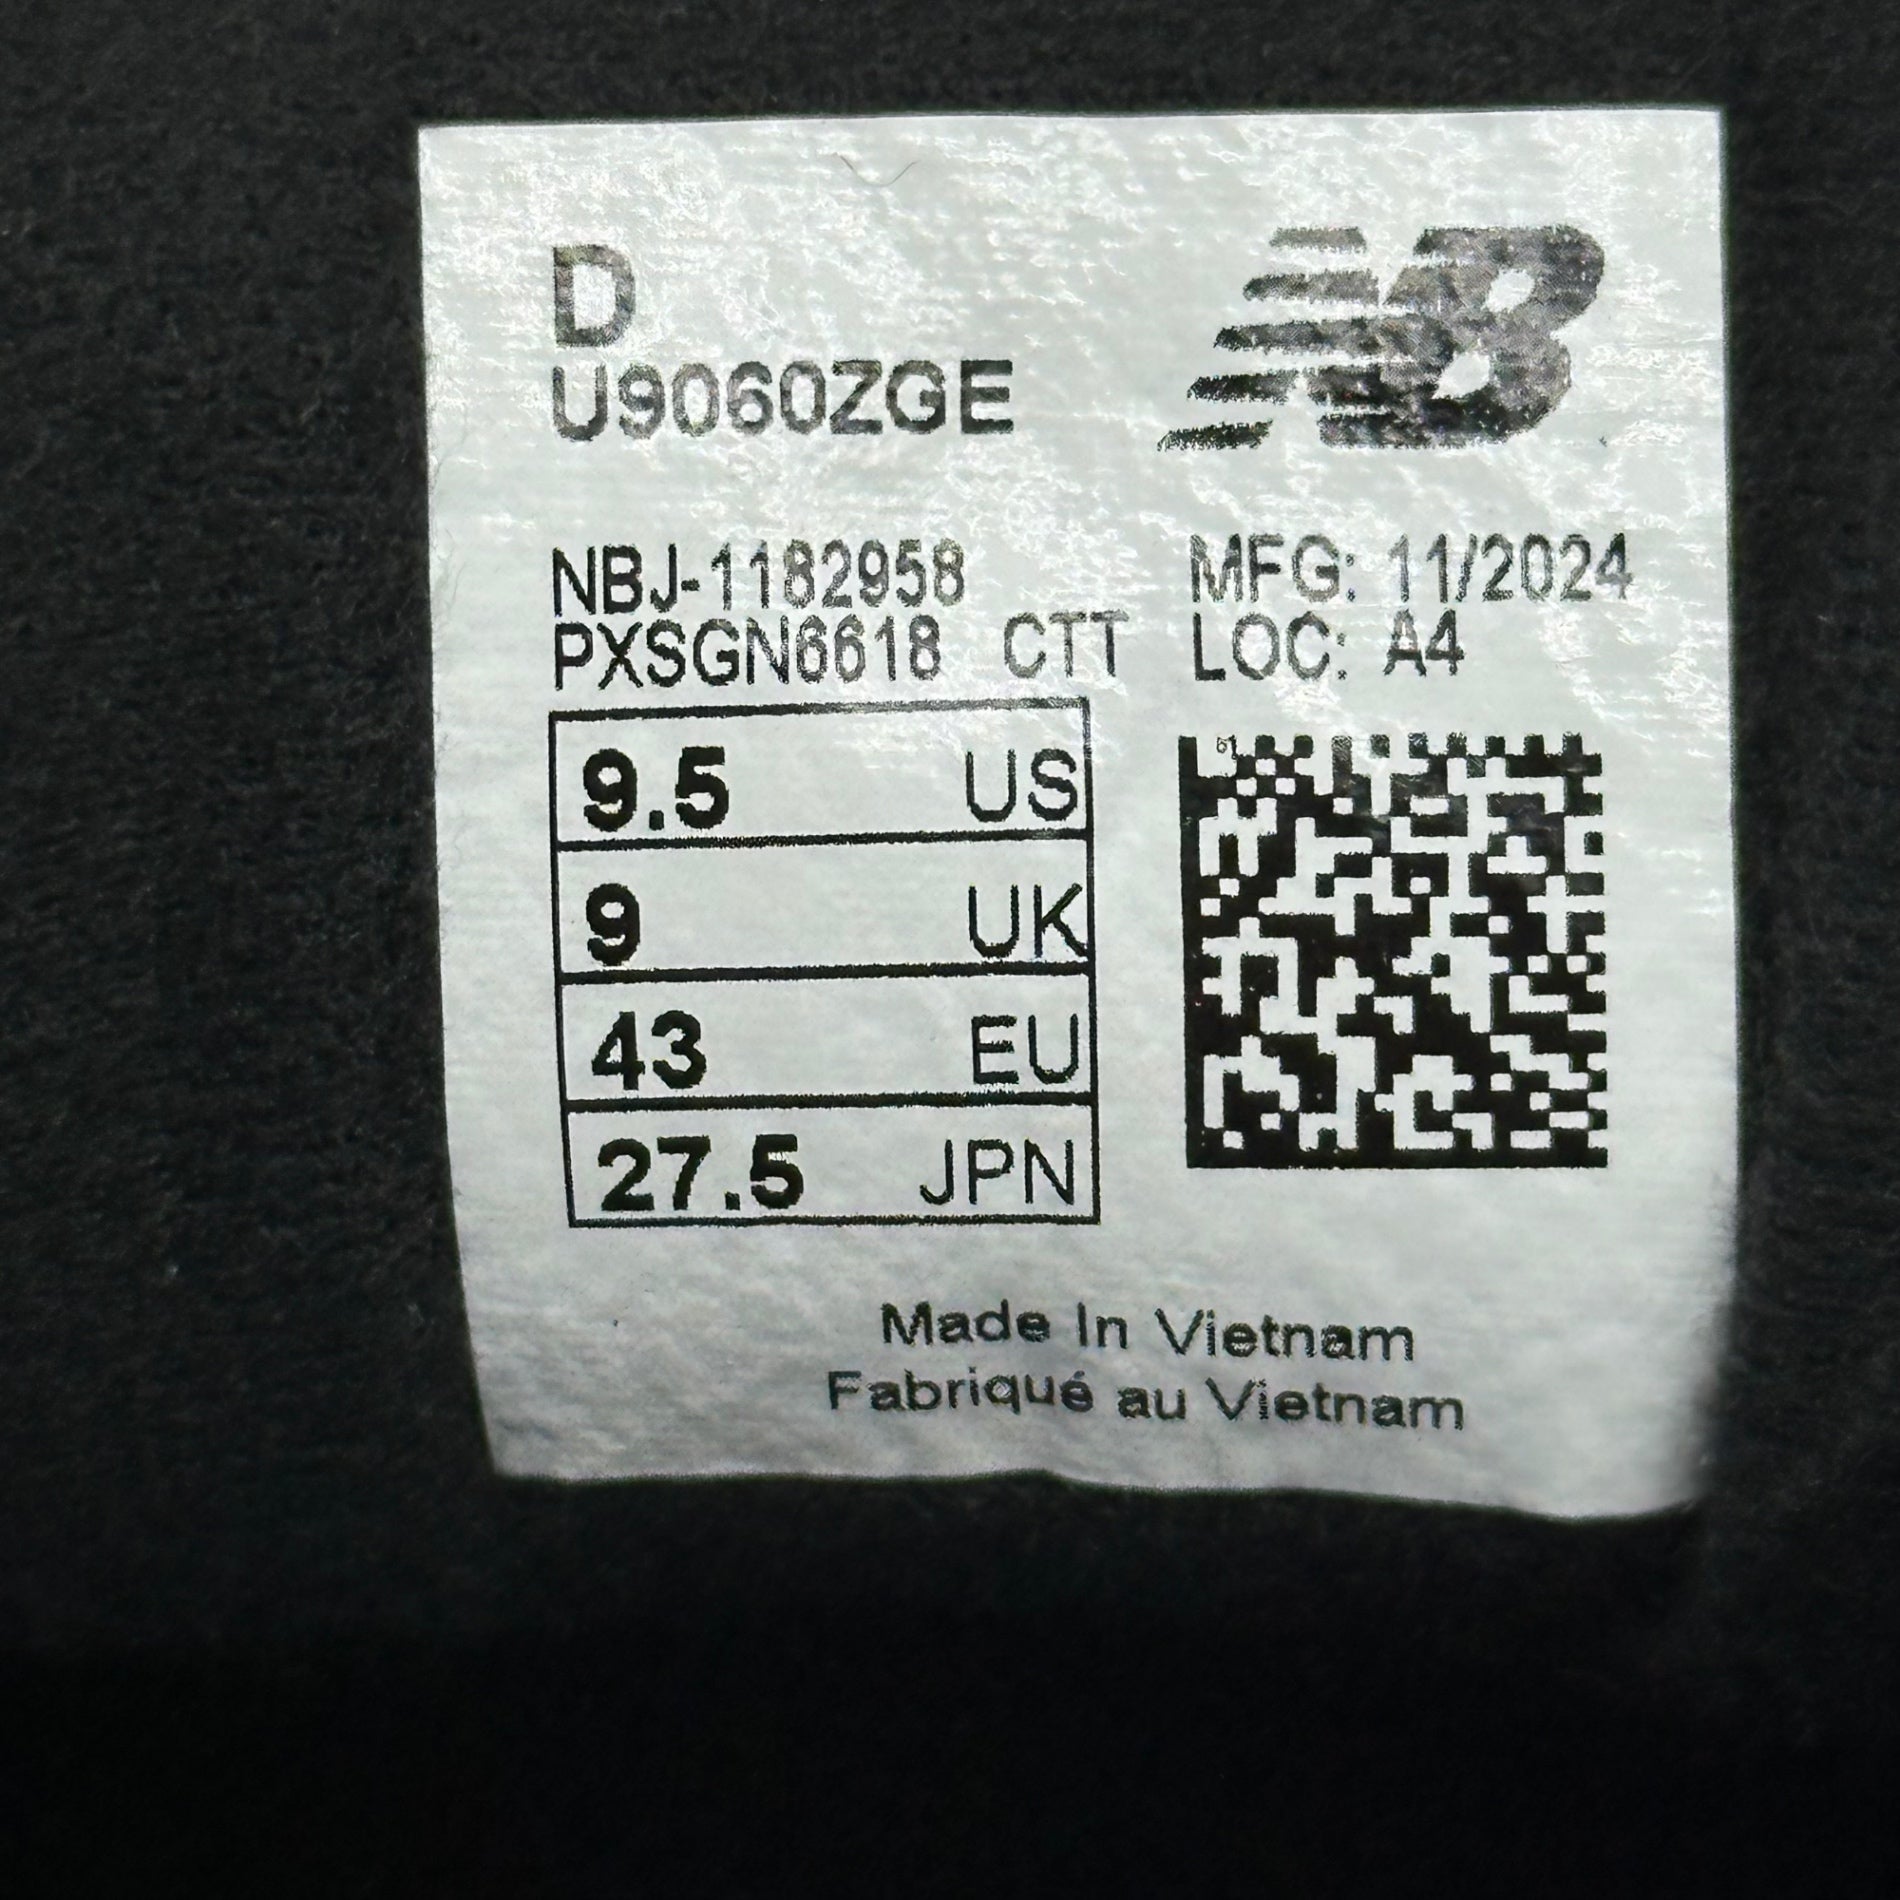 D
NB
U9060ZGE
NBJ-1182958
PXSGN6618 CTT
MFG: 11/2024
LOC: A4
9.5 US
9 UK
43 EU
27.5 JPN
Made In Vietnam
Fabriqué au Vietnam